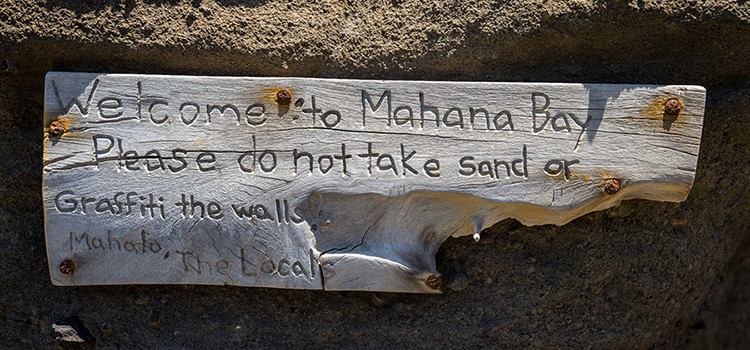 Welcome to Mahana Bay
Please do not take sand or
Graffiti the walls.
Mahalo, The Locals